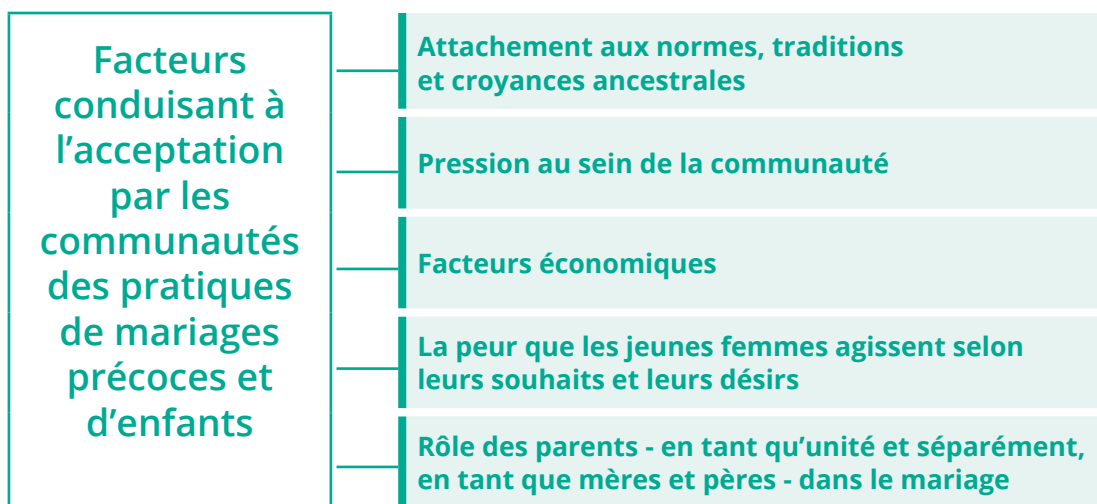 Facteurs
conduisant à
l’acceptation
par les
communautés
des pratiques
de mariages
précoces et
d’enfants
Attachement aux normes, traditions
et croyances ancestrales
Pression au sein de la communauté
Facteurs économiques
La peur que les jeunes femmes agissent selon
leurs souhaits et leurs désirs
Rôle des parents - en tant qu’unité et séparément,
en tant que mères et pères - dans le mariage